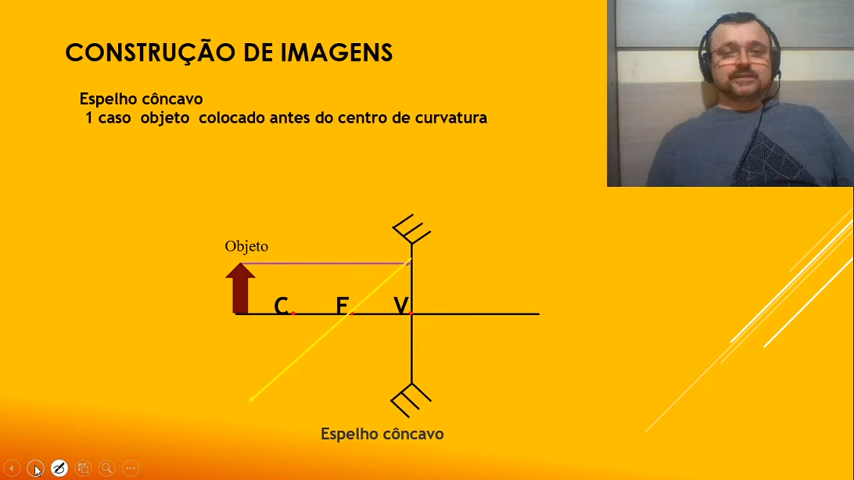 CONSTRUÇÃO DE IMAGENS
Espelho côncavo
1 caso objeto colocado antes do centro de curvatura
Objeto
C F V
Espelho côncavo